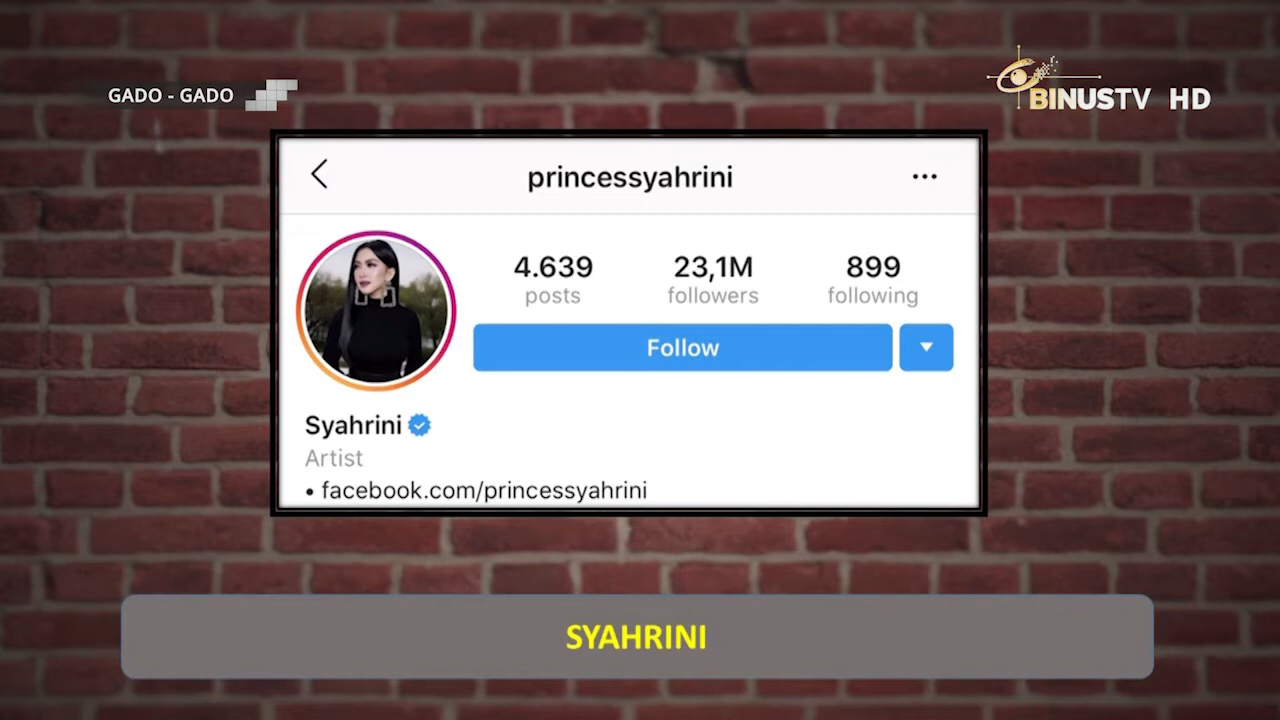 GADO - GADO
BINUSTV HD
princessyahrini
4.639 23,1M 899
posts followers following
Follow
Syahrini
Artist
• facebook.com/princessyahrini
SYAHRINI